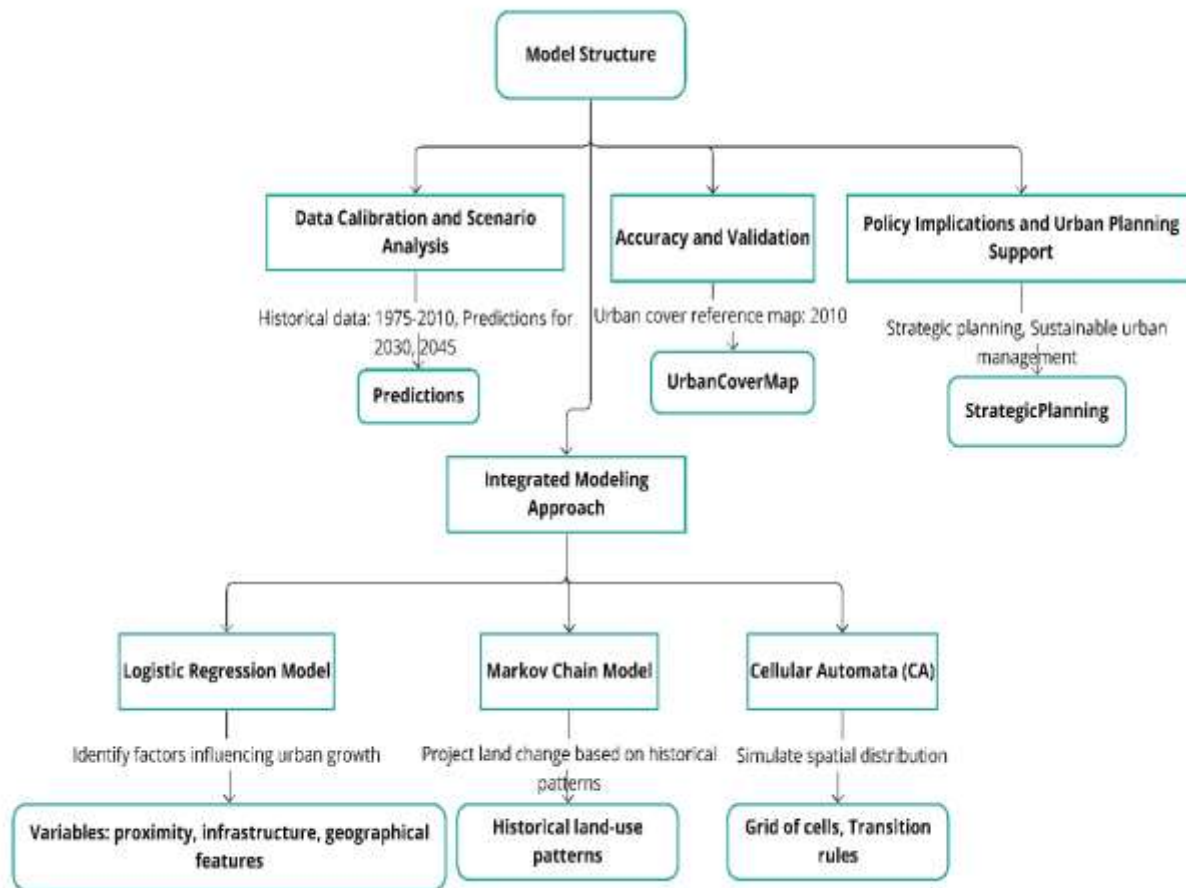 Model Structure
Data Calibration and Scenario
Analysis
Accuracy and Validation
Policy Implications and Urban Planning
Support
Historical data: 1975-2010, Predictions for
2030, 2045
Urban cover reference map: 2010
Strategic planning, Sustainable urban
management
Predictions
UrbanCoverMap
StrategicPlanning
Integrated Modeling
Approach
Logistic Regression Model
Markov Chain Model
Cellular Automata (CA)
Identify factors influencing urban growth
Project land change based on historical
patterns
Simulate spatial distribution
Variables: proximity, infrastructure, geographical
features
Historical land-use
patterns
Grid of cells, Transition
rules